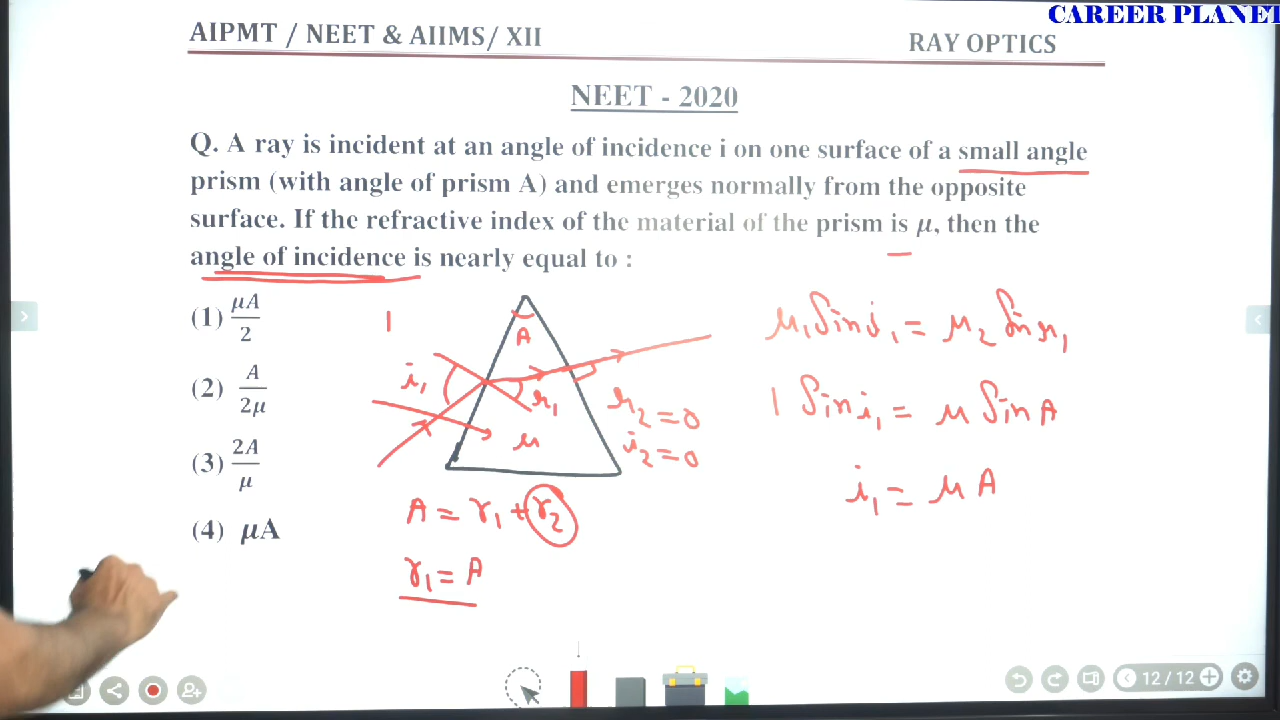 CAREER PLANE
AIPMT / NEET & AIIMS/ XII
RAY OPTICS
NEET - 2020
Q. A ray is incident at an angle of incidence i on one surface of a small angle
prism (with angle of prism A) and emerges normally from the opposite
surface. If the refractive index of the material of the prism is μ, then the
angle of incidence is nearly equal to :
(1) μA/2
(2) A/2μ
(3) 2A/μ
(4) μA
A
i₁
r₁
μ
r₂=0
i₂=0
A = r₁ + r₂
r₁ = A
μ₁ Sin i₁ = μ₂ Sin r₁
1 Sin i₁ = μ Sin A
i₁ = μ A
12 / 12